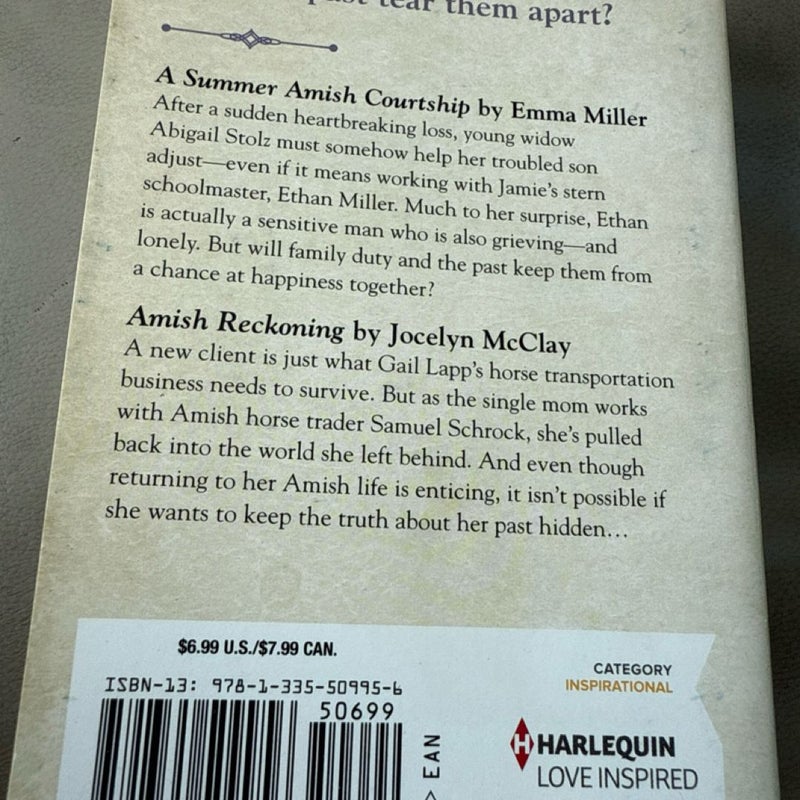 past tear them apart?
A Summer Amish Courtship by Emma Miller
After a sudden heartbreaking loss, young widow
Abigail Stolz must somehow help her troubled son
adjust—even if it means working with Jamie's stern
schoolmaster, Ethan Miller. Much to her surprise, Ethan
is actually a sensitive man who is also grieving—and
lonely. But will family duty and the past keep them from
a chance at happiness together?
Amish Reckoning by Jocelyn McClay
A new client is just what Gail Lapp's horse transportation
business needs to survive. But as the single mom works
with Amish horse trader Samuel Schrock, she's pulled
back into the world she left behind. And even though
returning to her Amish life is enticing, it isn't possible if
she wants to keep the truth about her past hidden…
$6.99 U.S./$7.99 CAN.
ISBN-13: 978-1-335-50995-6
50699
EAN
CATEGORY
INSPIRATIONAL
H HARLEQUIN
LOVE INSPIRED